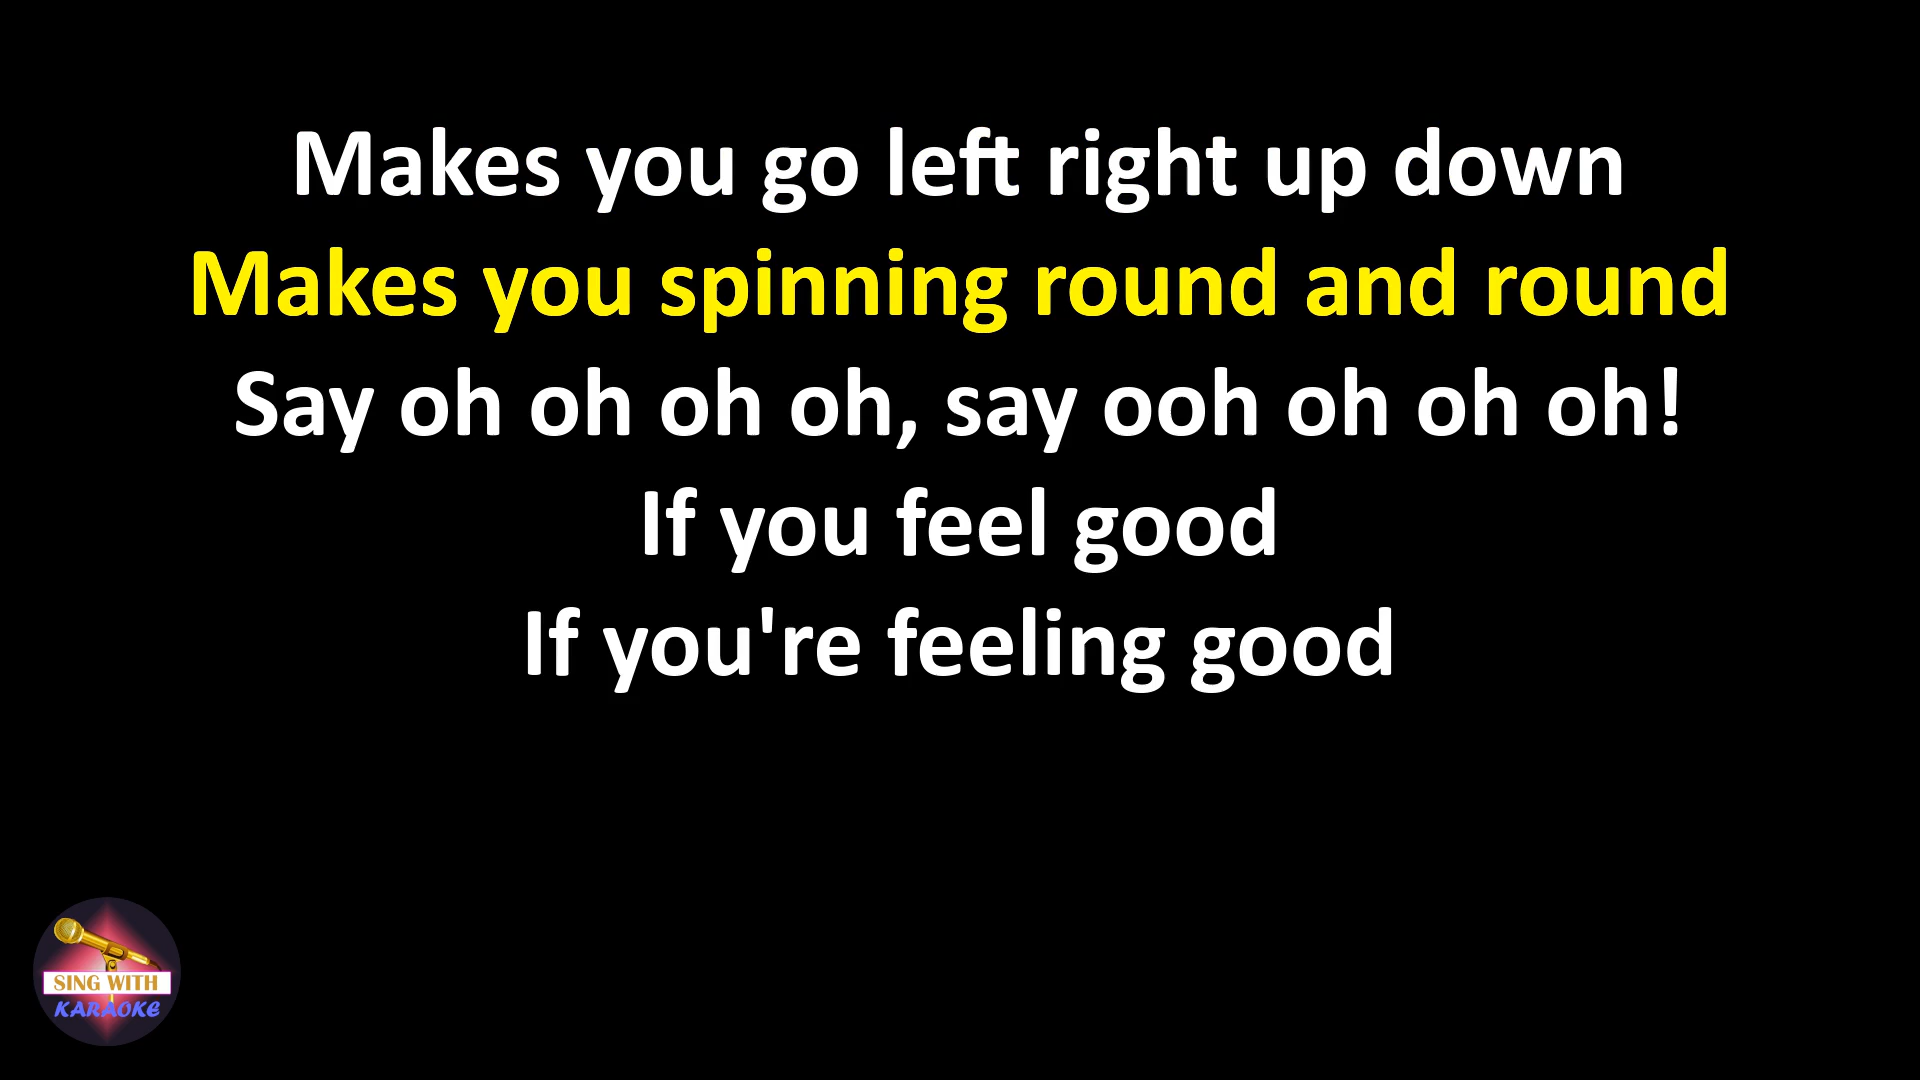 Makes you go left right up down
Makes you spinning round and round
Say oh oh oh oh, say ooh oh oh oh!
If you feel good
If you're feeling good
SING WITH
KARAOKE